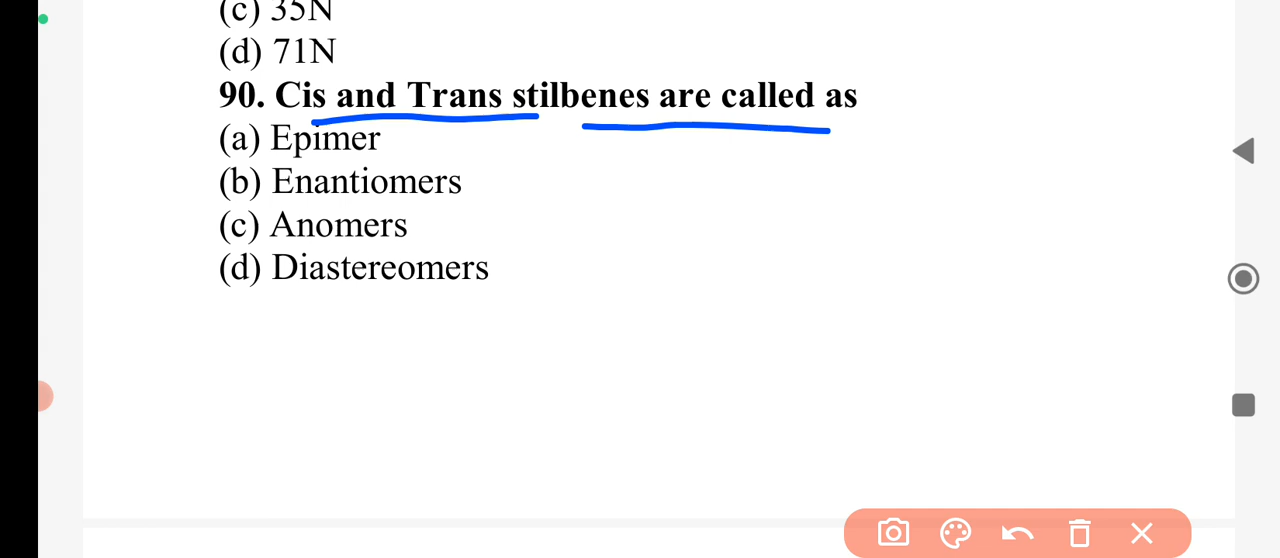 (c) 35N
(d) 71N
90. Cis and Trans stilbenes are called as
(a) Epimer
(b) Enantiomers
(c) Anomers
(d) Diastereomers